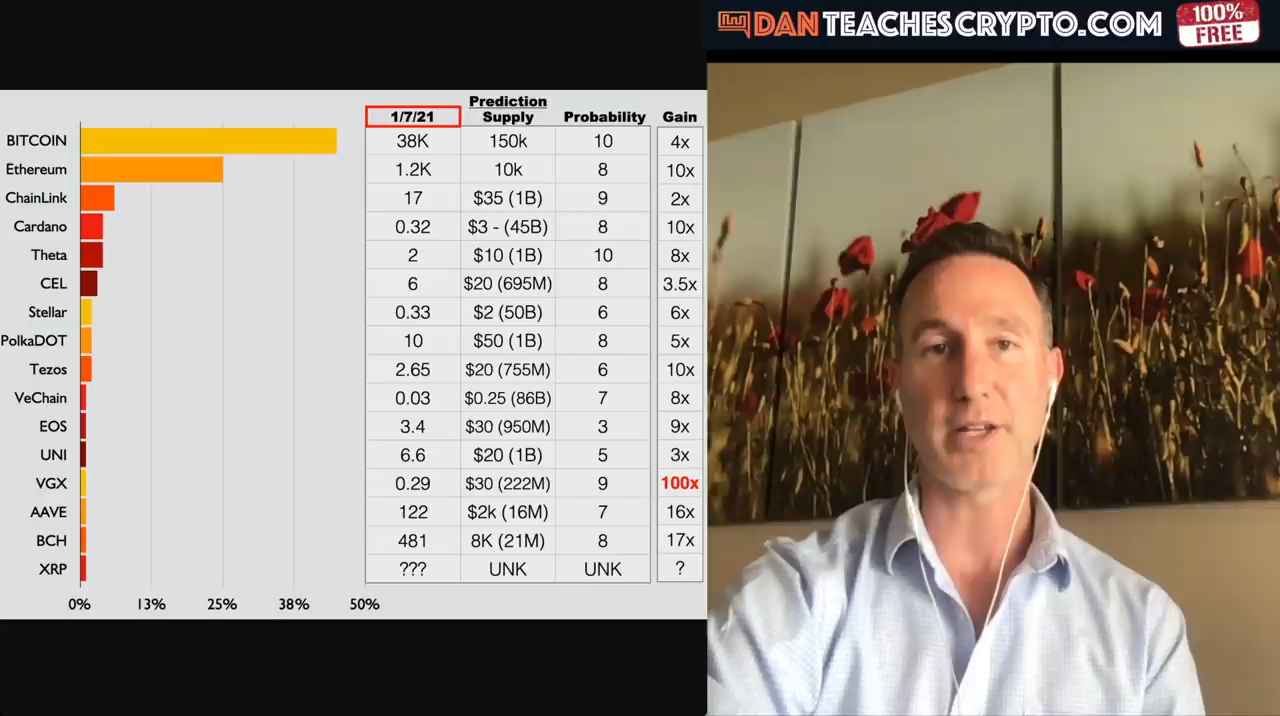 DANTEACHESCRYPTO.COM
100%
FREE
Prediction
1/7/21 Supply Probability Gain
BITCOIN 38K 150k 10 4x
Ethereum 1.2K 10k 8 10x
ChainLink 17 $35 (1B) 9 2x
Cardano 0.32 $3 - (45B) 8 10x
Theta 2 $10 (1B) 10 8x
CEL 6 $20 (695M) 8 3.5x
Stellar 0.33 $2 (50B) 6 6x
PolkaDOT 10 $50 (1B) 8 5x
Tezos 2.65 $20 (755M) 6 10x
VeChain 0.03 $0.25 (86B) 7 8x
EOS 3.4 $30 (950M) 3 9x
UNI 6.6 $20 (1B) 5 3x
VGX 0.29 $30 (222M) 9 100x
AAVE 122 $2k (16M) 7 16x
BCH 481 8K (21M) 8 17x
XRP ??? UNK UNK ?
0% 13% 25% 38% 50%